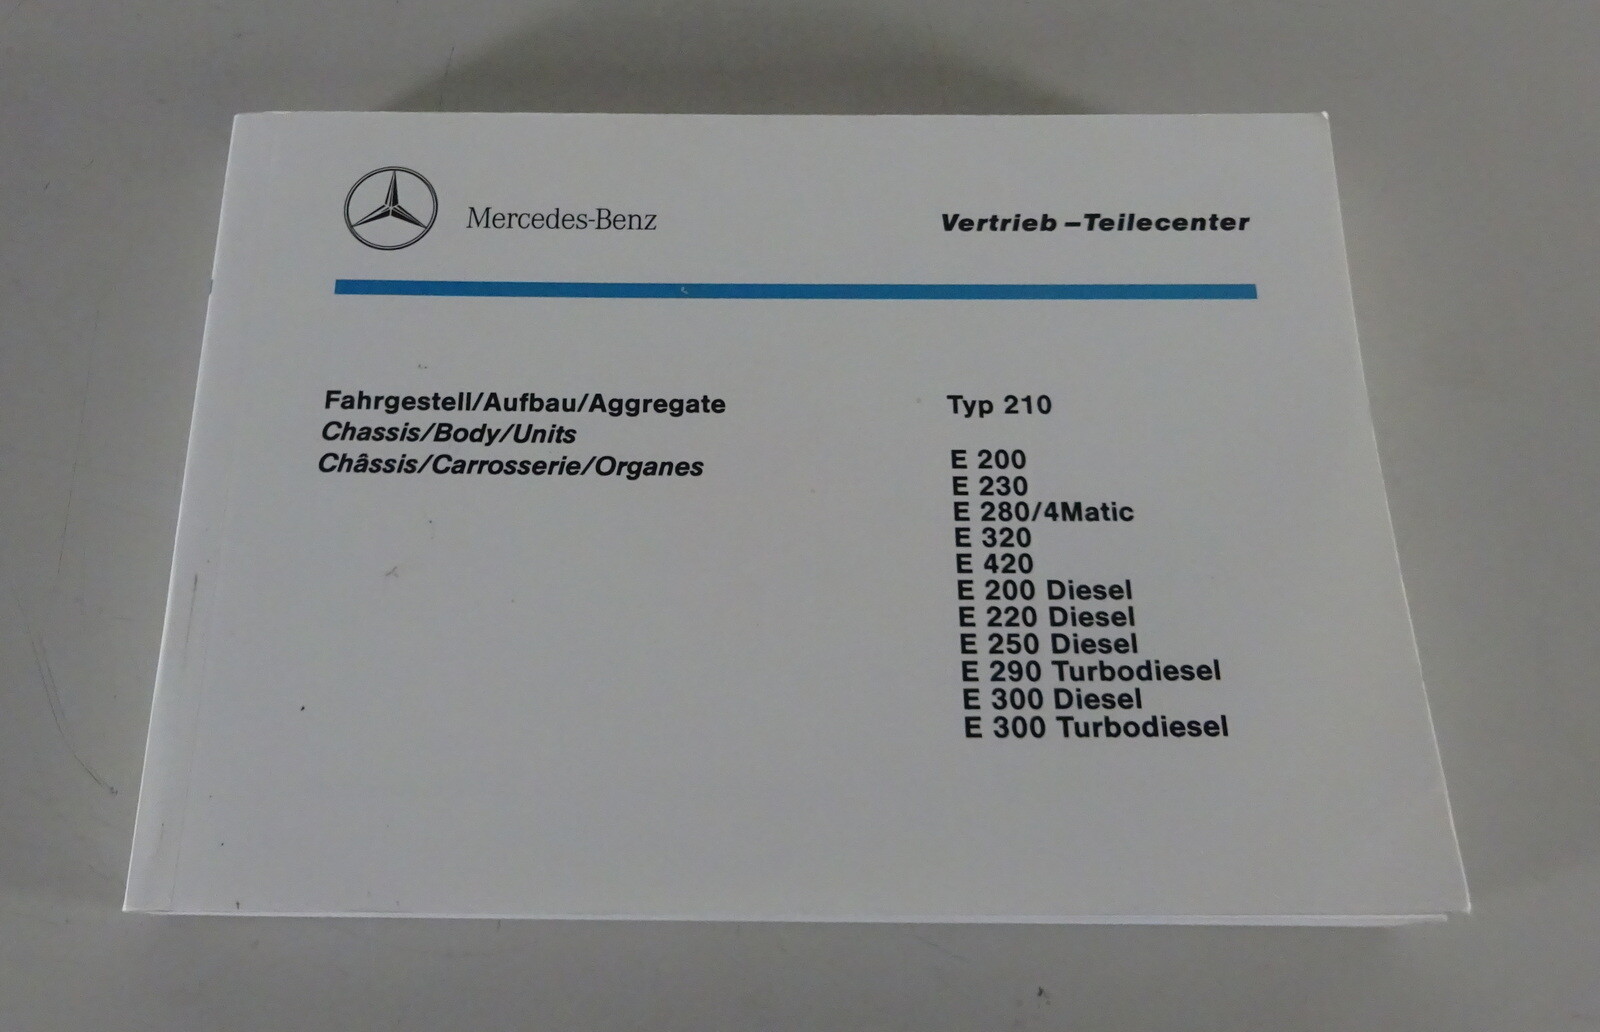 Mercedes-Benz
Vertrieb –Teilecenter
Fahrgestell/Aufbau/Aggregate
Chassis/Body/Units
Châssis/Carrosserie/Organes
Typ 210
E 200
E 230
E 280/4Matic
E 320
E 420
E 200 Diesel
E 220 Diesel
E 250 Diesel
E 290 Turbodiesel
E 300 Diesel
E 300 Turbodiesel